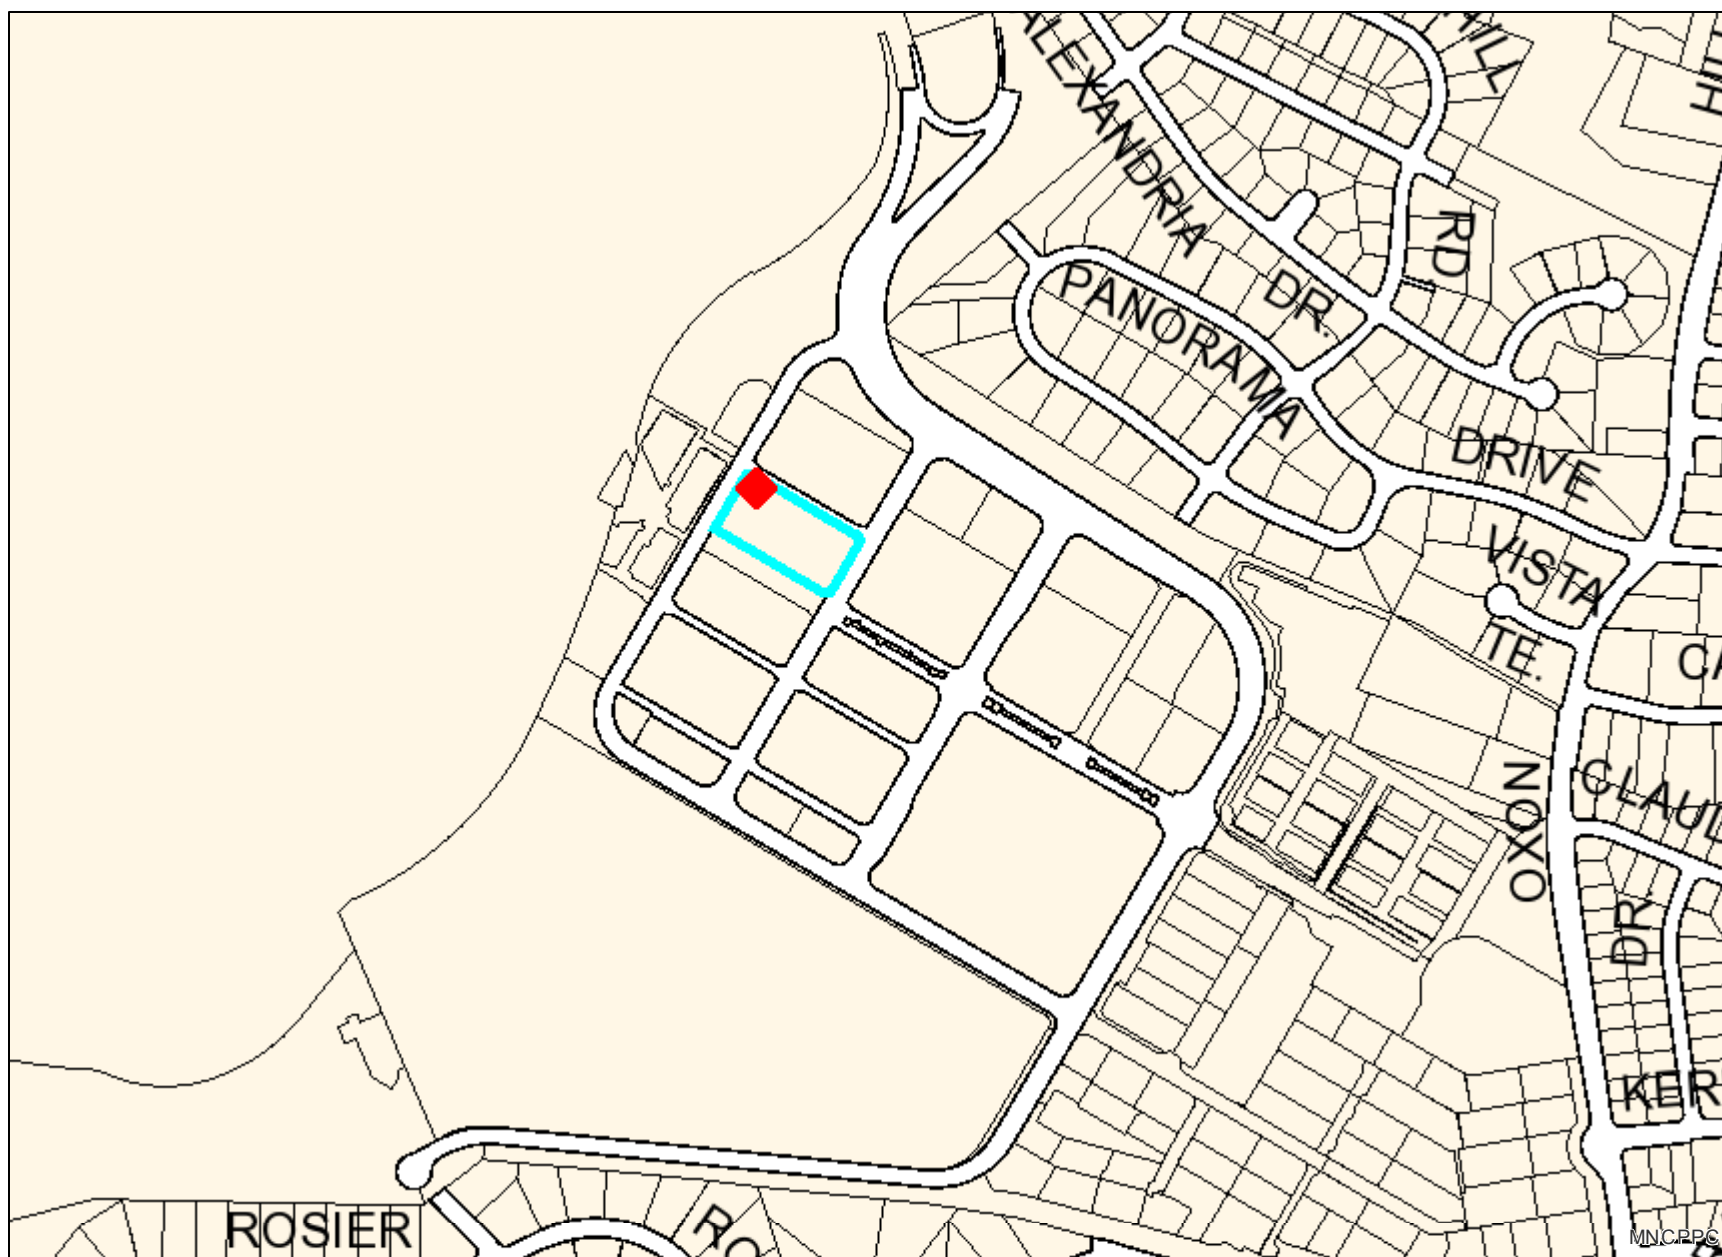 HILL
ALEXANDRIA
RD.
DR.
PANORAMA
DRIVE
VISTA
TE.
OXON
CLAUD
DR.
KER
ROSIER
RO
MNCPPC